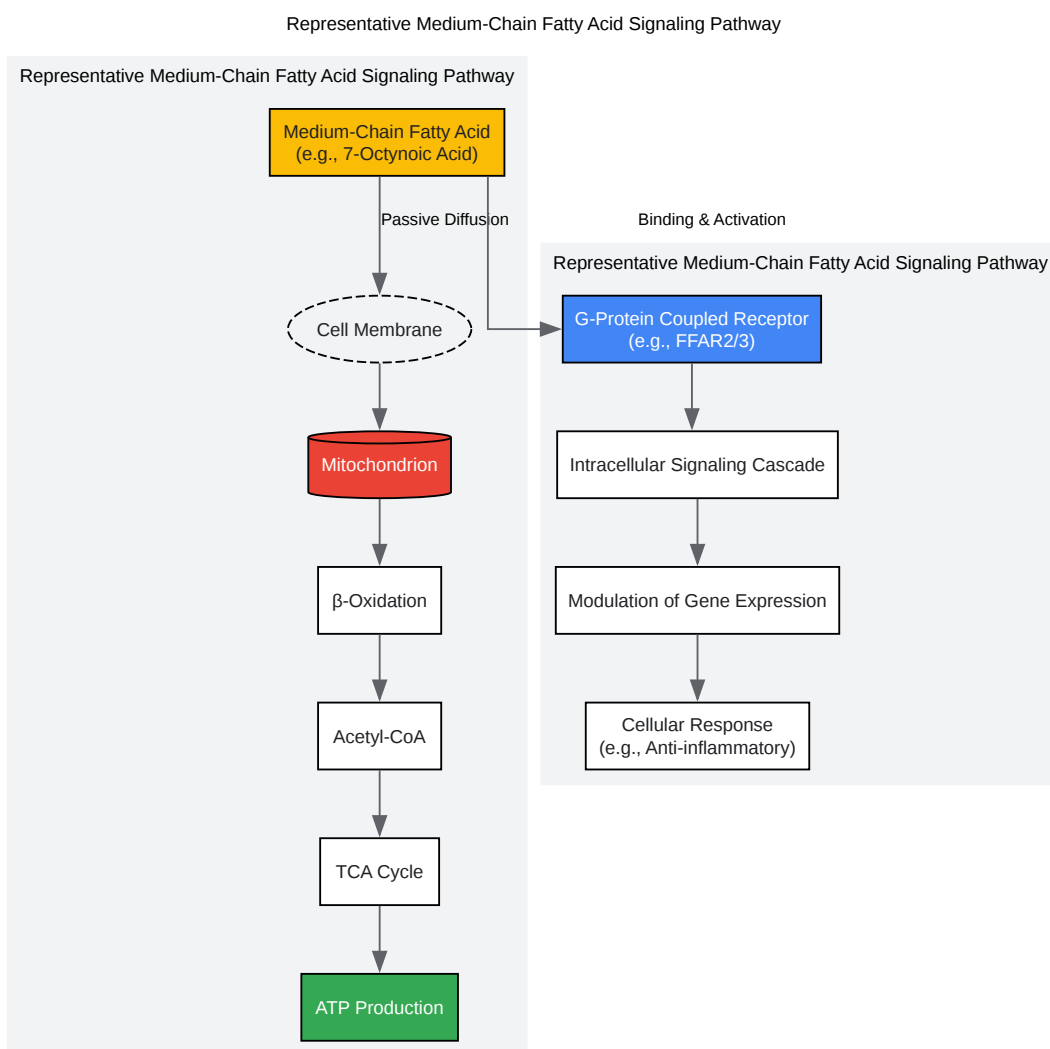 Representative Medium-Chain Fatty Acid Signaling Pathway
Representative Medium-Chain Fatty Acid Signaling Pathway
Medium-Chain Fatty Acid
(e.g., 7-Octynoic Acid)
Passive Diffusion
Binding & Activation
Representative Medium-Chain Fatty Acid Signaling Pathway
Cell Membrane
G-Protein Coupled Receptor
(e.g., FFAR2/3)
Mitochondrion
Intracellular Signaling Cascade
β-Oxidation
Modulation of Gene Expression
Acetyl-CoA
Cellular Response
(e.g., Anti-inflammatory)
TCA Cycle
ATP Production